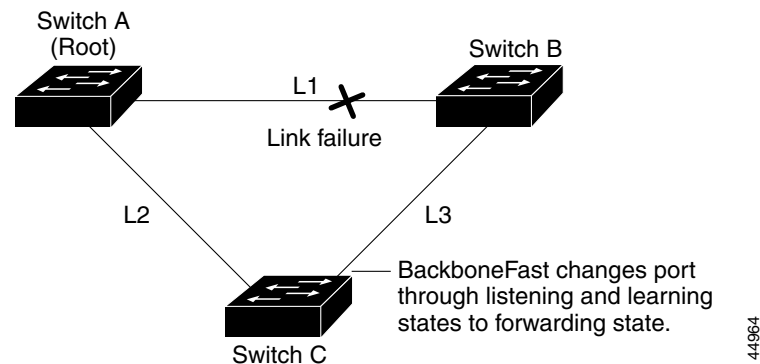 Switch A
(Root)
Switch B
L1
Link failure
L2
L3
BackboneFast changes port
through listening and learning
states to forwarding state.
Switch C
44964